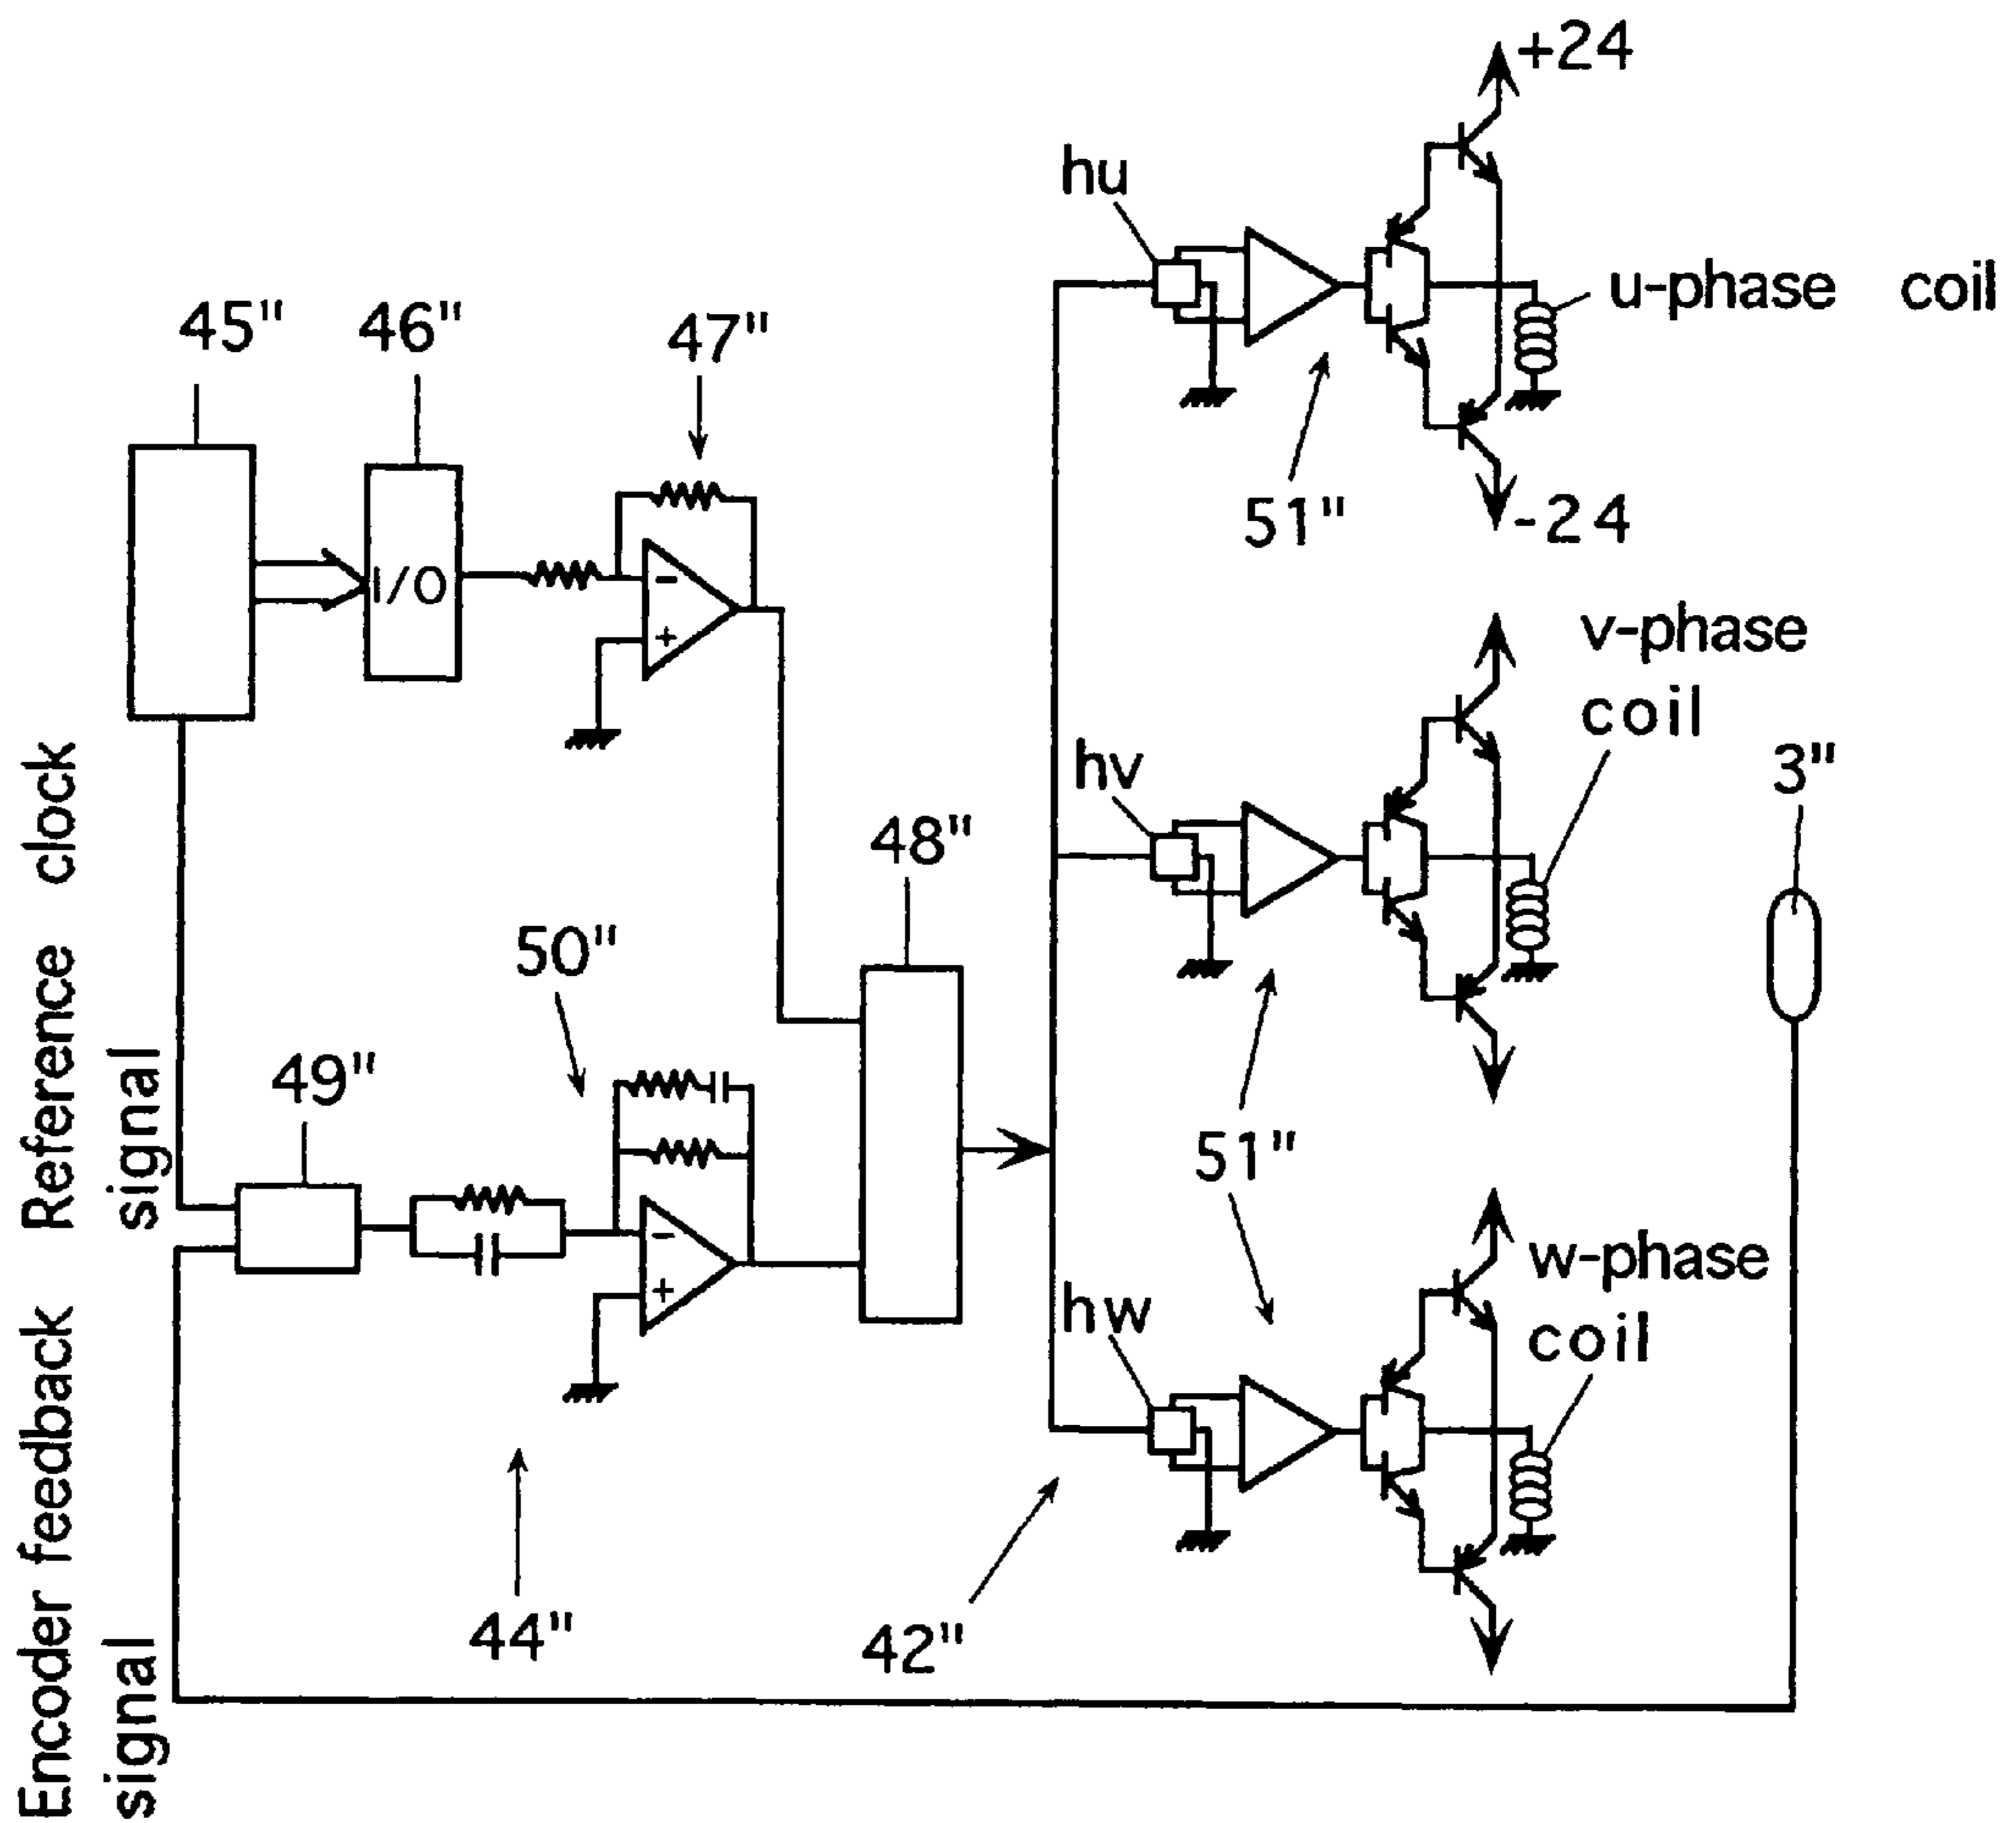 +24
hu
u-phase coil
45"
46"
47"
51"
-24
I/O
-
+
v-phase
coil
hv
3"
48"
50"
49"
Reference clock
signal
51"
-
+
w-phase
coil
hw
44"
42"
Encoder feedback
signal